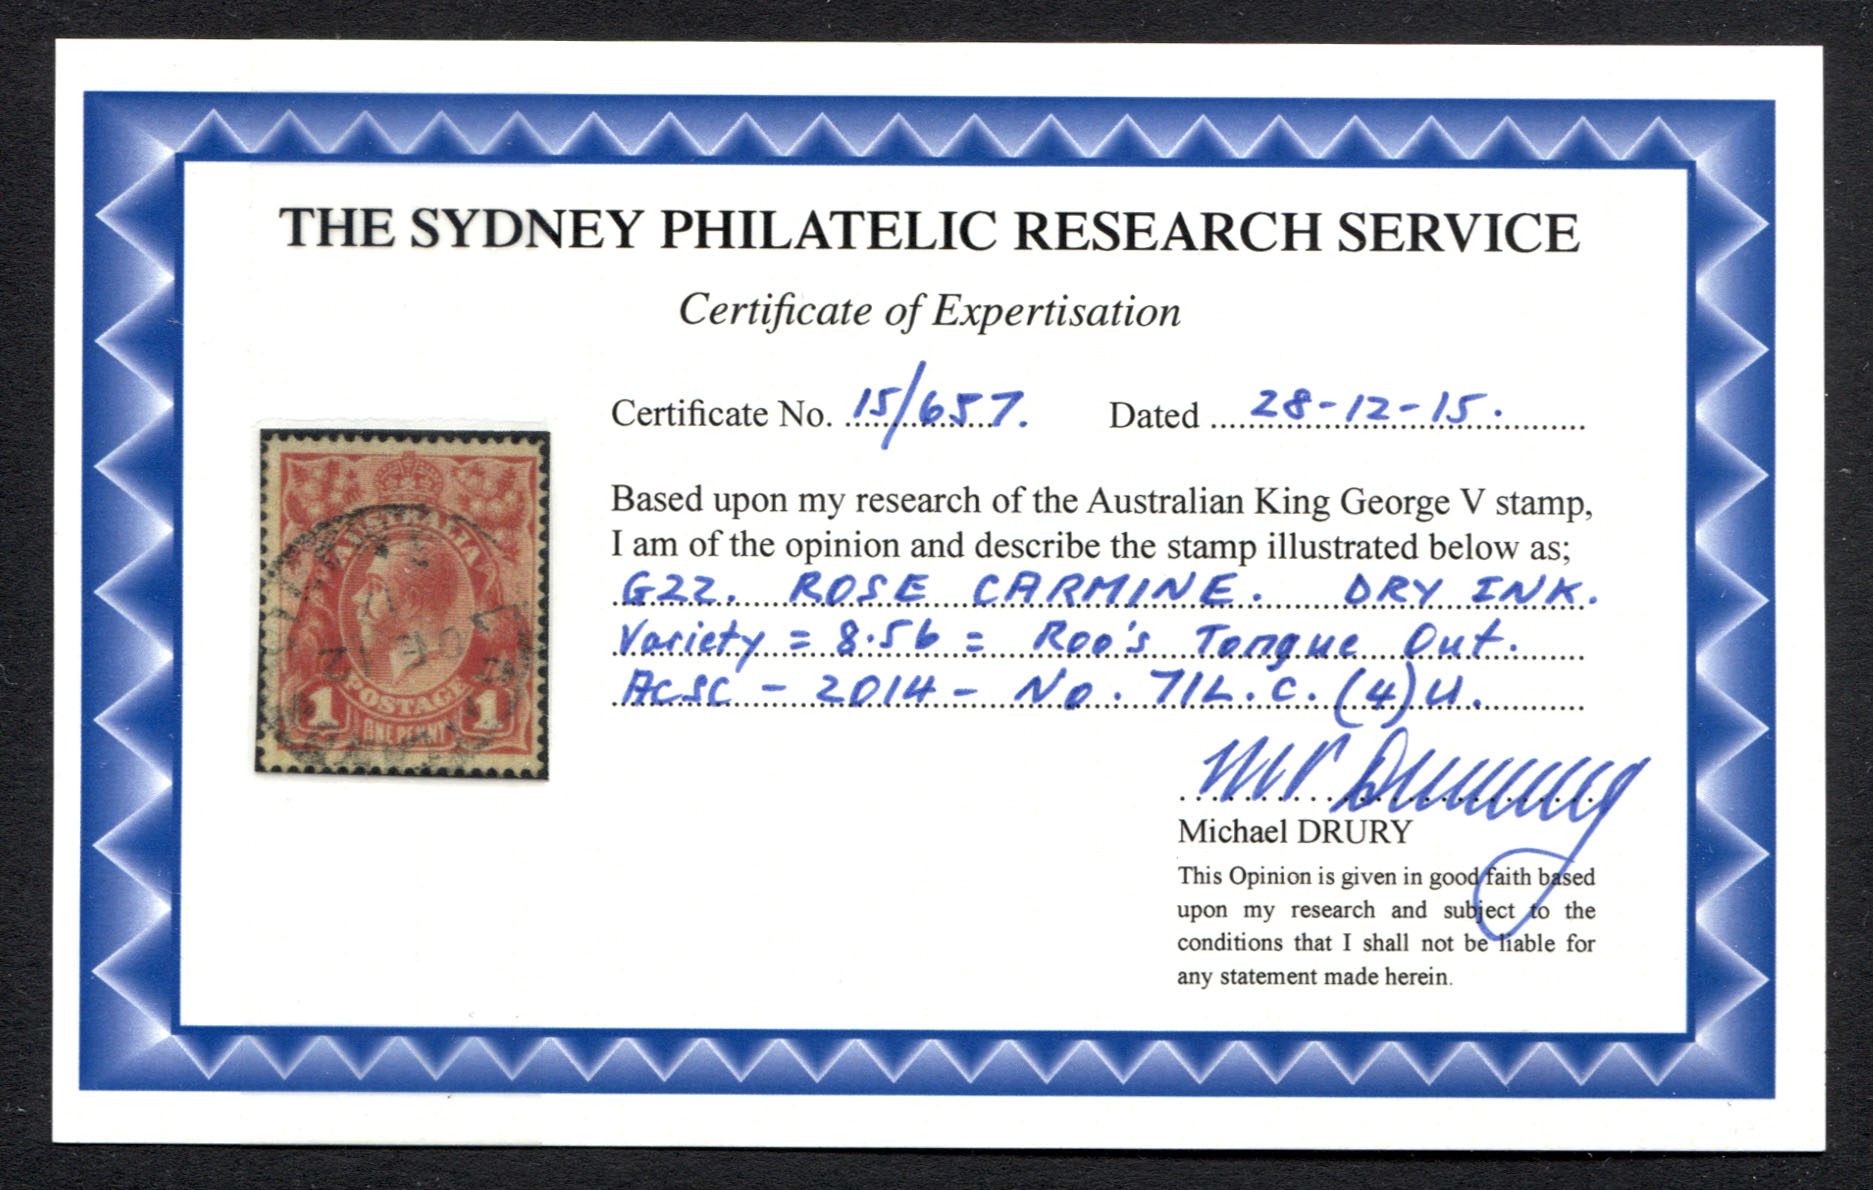 THE SYDNEY PHILATELIC RESEARCH SERVICE
Certificate of Expertisation
Certificate No. 15/657. Dated 28-12-15.
Based upon my research of the Australian King George V stamp,
I am of the opinion and describe the stamp illustrated below as;
G22. ROSE CARMINE. DRY INK.
Variety = 8.56 = Roo's Tongue Out.
ACSC - 2014 - No. 71L.C.(4)U.
AUSTRALIA
POSTAGE
1 ONE PENNY 1
Michael DRURY
This Opinion is given in good faith based
upon my research and subject to the
conditions that I shall not be liable for
any statement made herein.